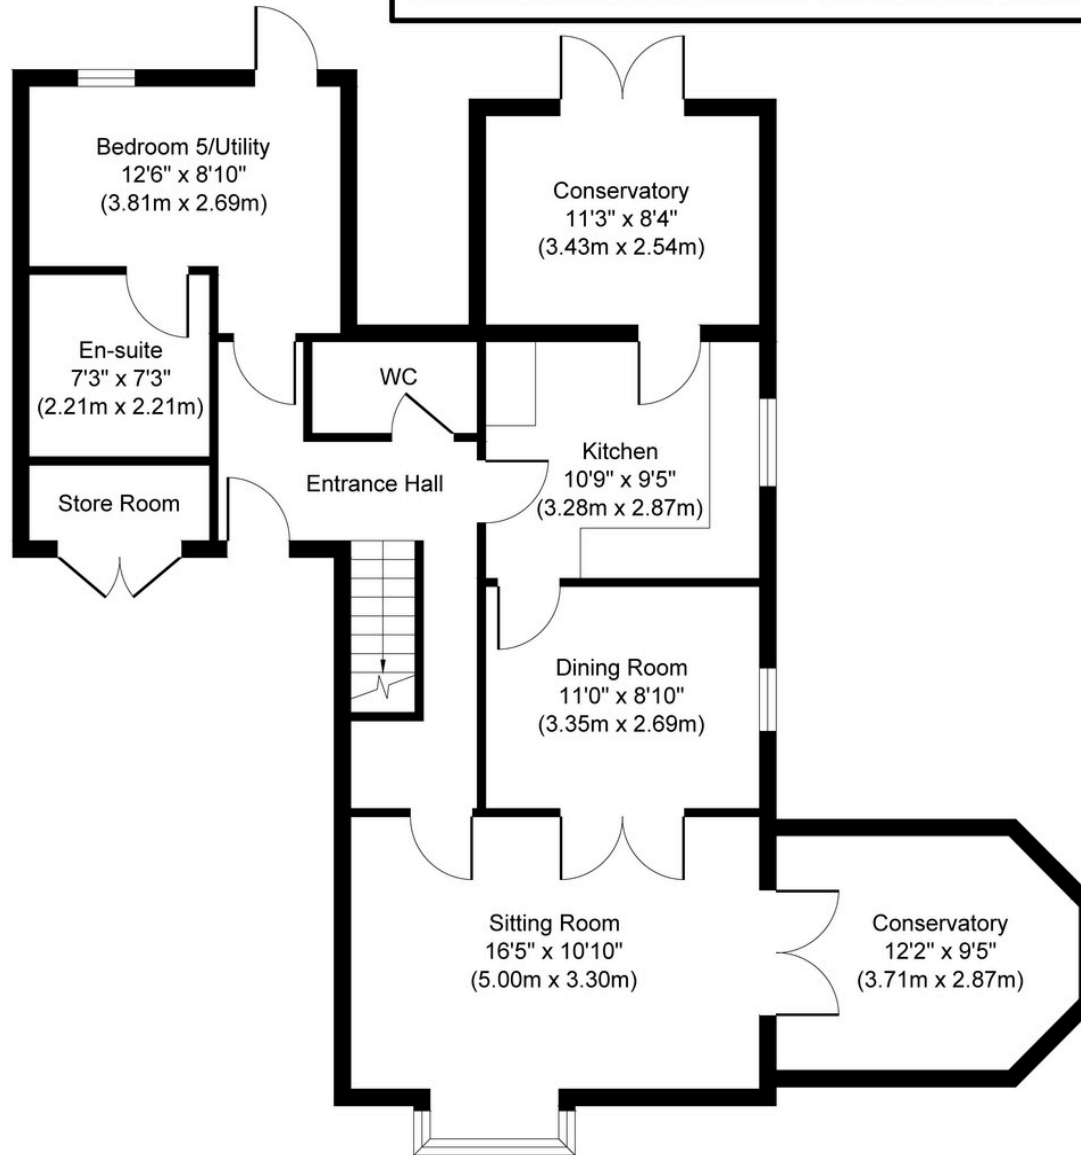 Bedroom 5/Utility
12'6" x 8'10"
(3.81m x 2.69m)
Conservatory
11'3" x 8'4"
(3.43m x 2.54m)
En-suite
7'3" x 7'3"
(2.21m x 2.21m)
WC
Kitchen
10'9" x 9'5"
(3.28m x 2.87m)
Entrance Hall
Store Room
Dining Room
11'0" x 8'10"
(3.35m x 2.69m)
Sitting Room
16'5" x 10'10"
(5.00m x 3.30m)
Conservatory
12'2" x 9'5"
(3.71m x 2.87m)